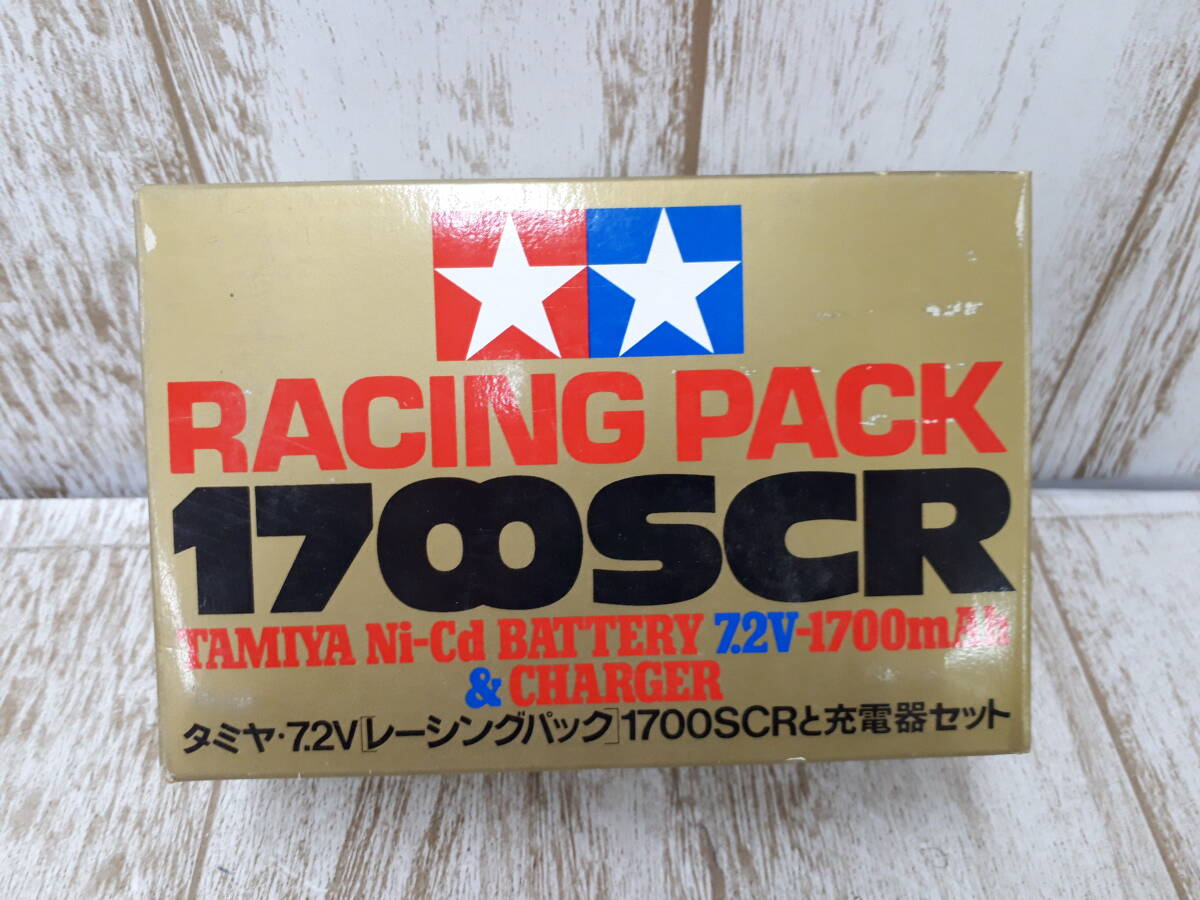 RACING PACK
1700SCR
TAMIYA Ni-Cd BATTERY 7.2V-1700mAh
& CHARGER
タミヤ・7.2V[レーシングパック]1700SCRと充電器セット